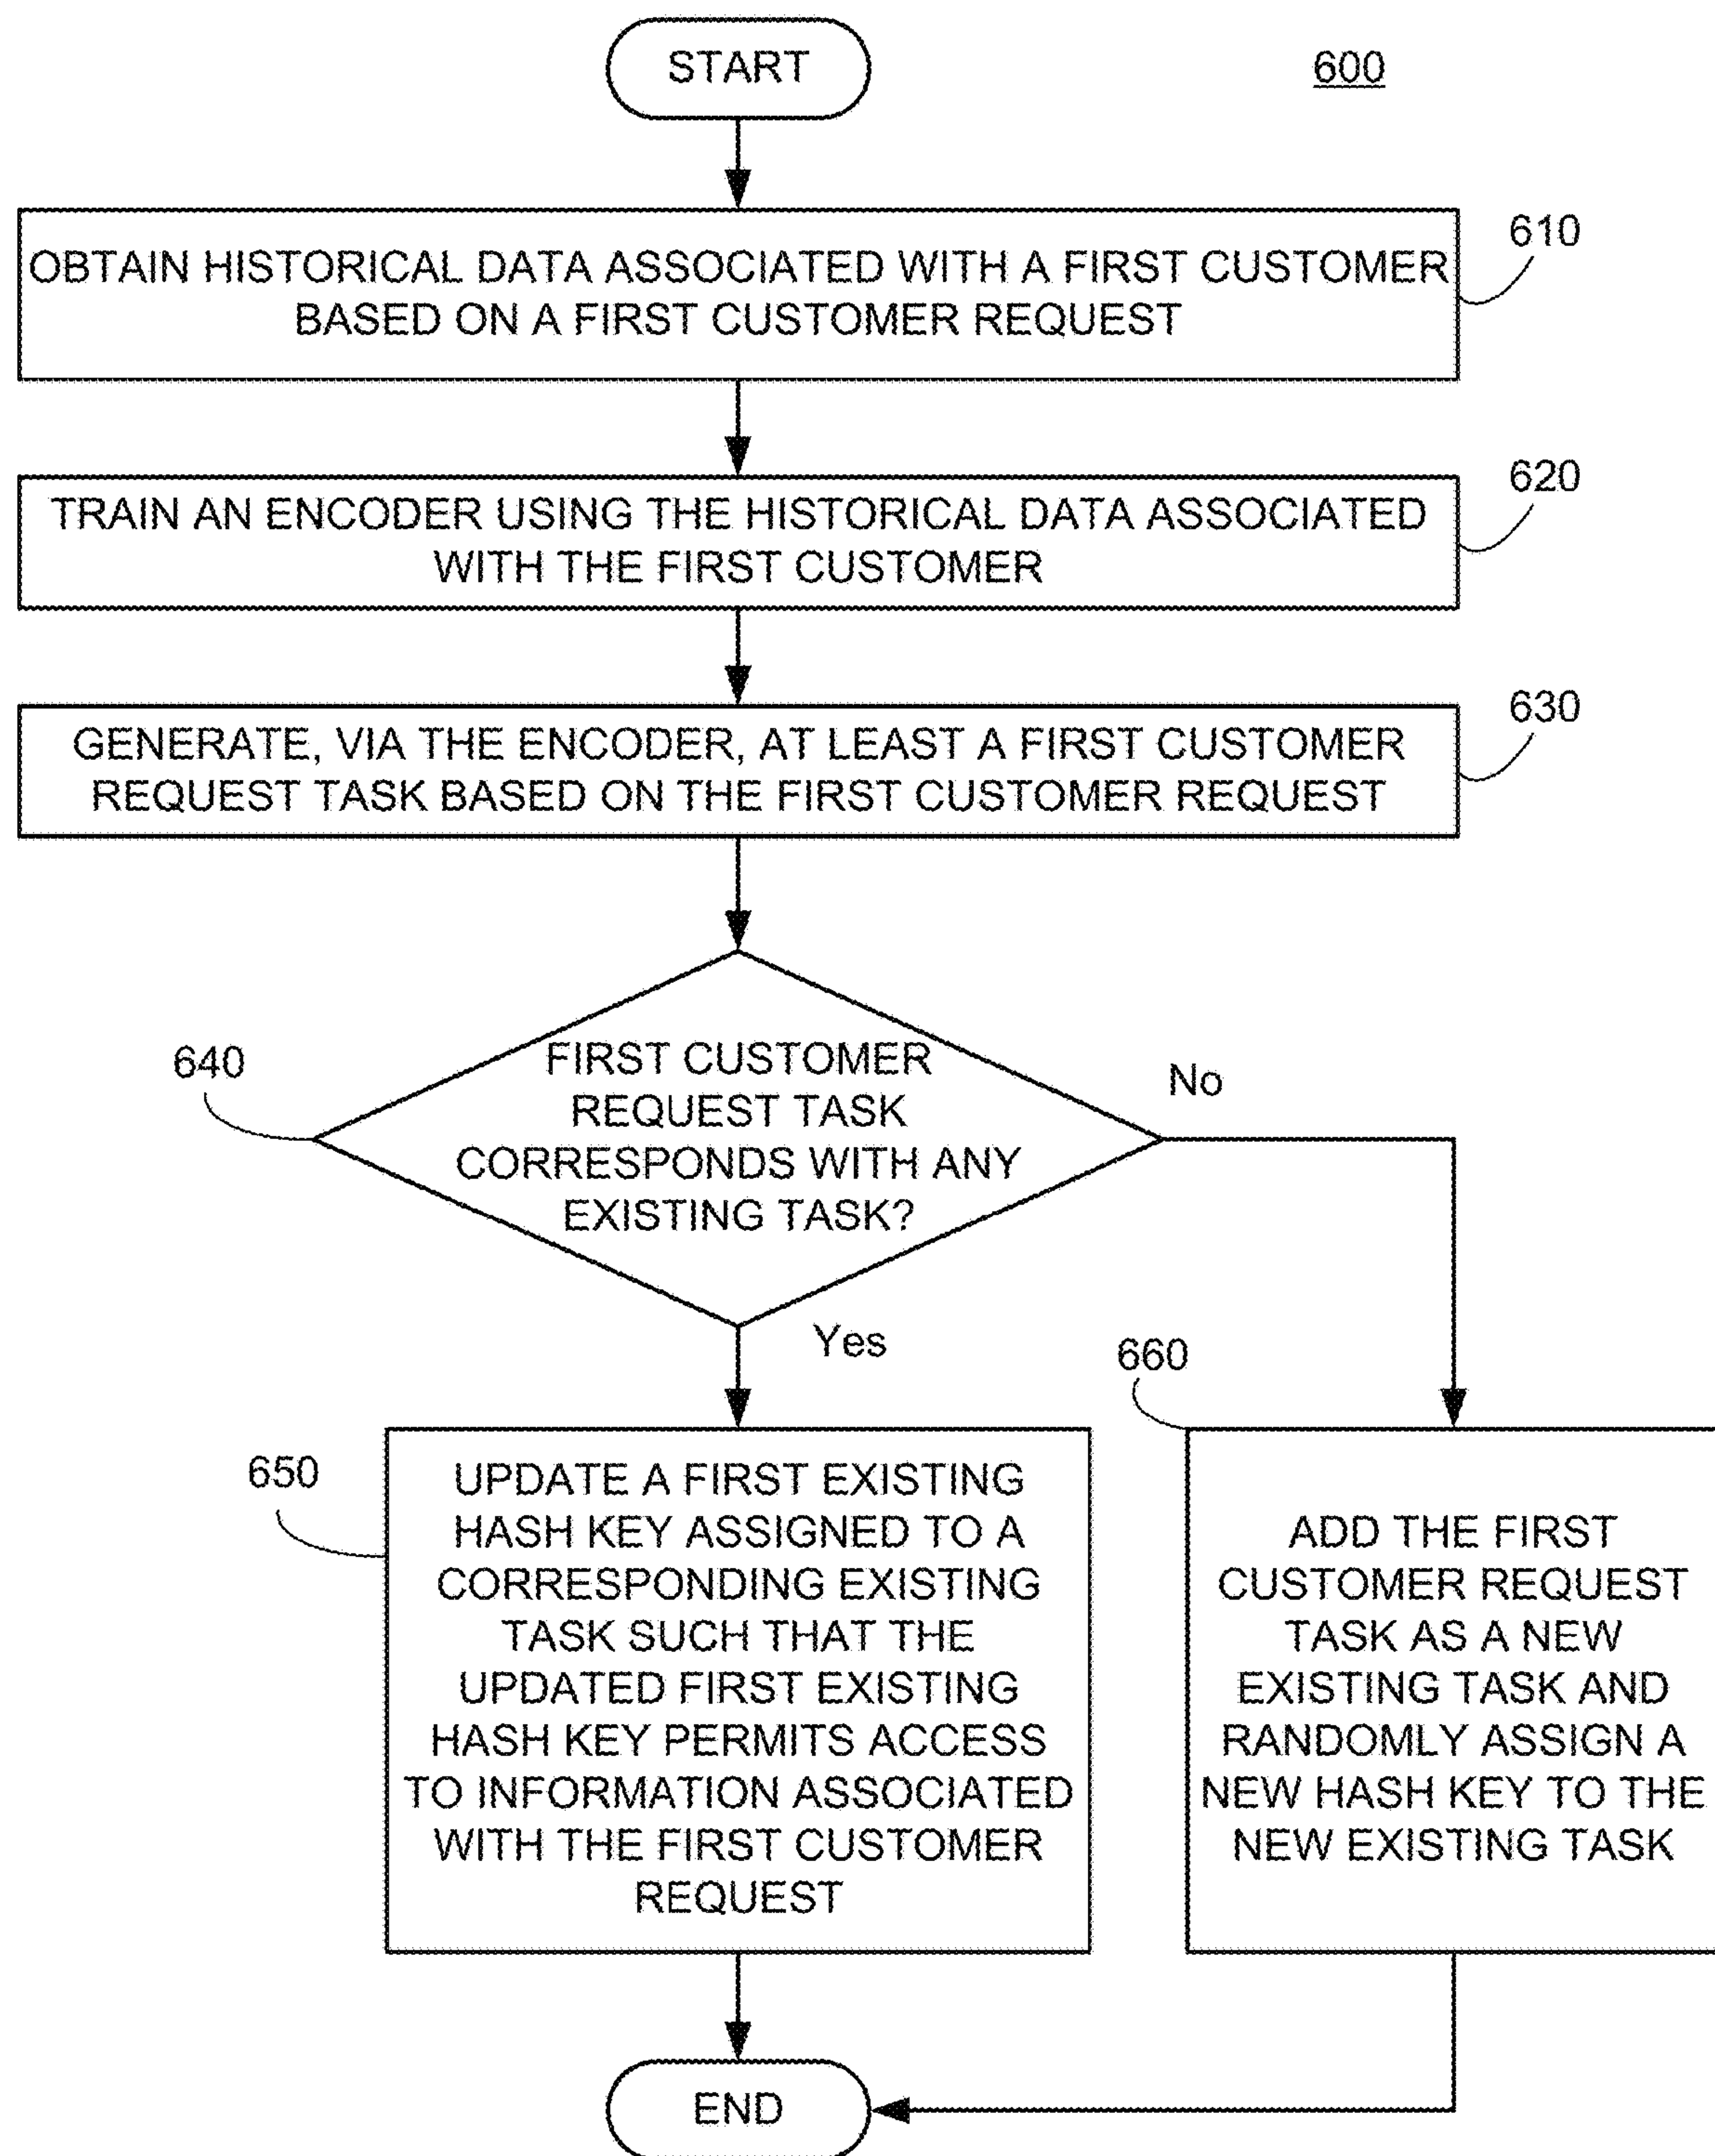 START
600
OBTAIN HISTORICAL DATA ASSOCIATED WITH A FIRST CUSTOMER
BASED ON A FIRST CUSTOMER REQUEST
610
TRAIN AN ENCODER USING THE HISTORICAL DATA ASSOCIATED
WITH THE FIRST CUSTOMER
620
GENERATE, VIA THE ENCODER, AT LEAST A FIRST CUSTOMER
REQUEST TASK BASED ON THE FIRST CUSTOMER REQUEST
630
640
FIRST CUSTOMER
REQUEST TASK
CORRESPONDS WITH ANY
EXISTING TASK?
No
Yes
650
UPDATE A FIRST EXISTING
HASH KEY ASSIGNED TO A
CORRESPONDING EXISTING
TASK SUCH THAT THE
UPDATED FIRST EXISTING
HASH KEY PERMITS ACCESS
TO INFORMATION ASSOCIATED
WITH THE FIRST CUSTOMER
REQUEST
660
ADD THE FIRST
CUSTOMER REQUEST
TASK AS A NEW
EXISTING TASK AND
RANDOMLY ASSIGN A
NEW HASH KEY TO THE
NEW EXISTING TASK
END